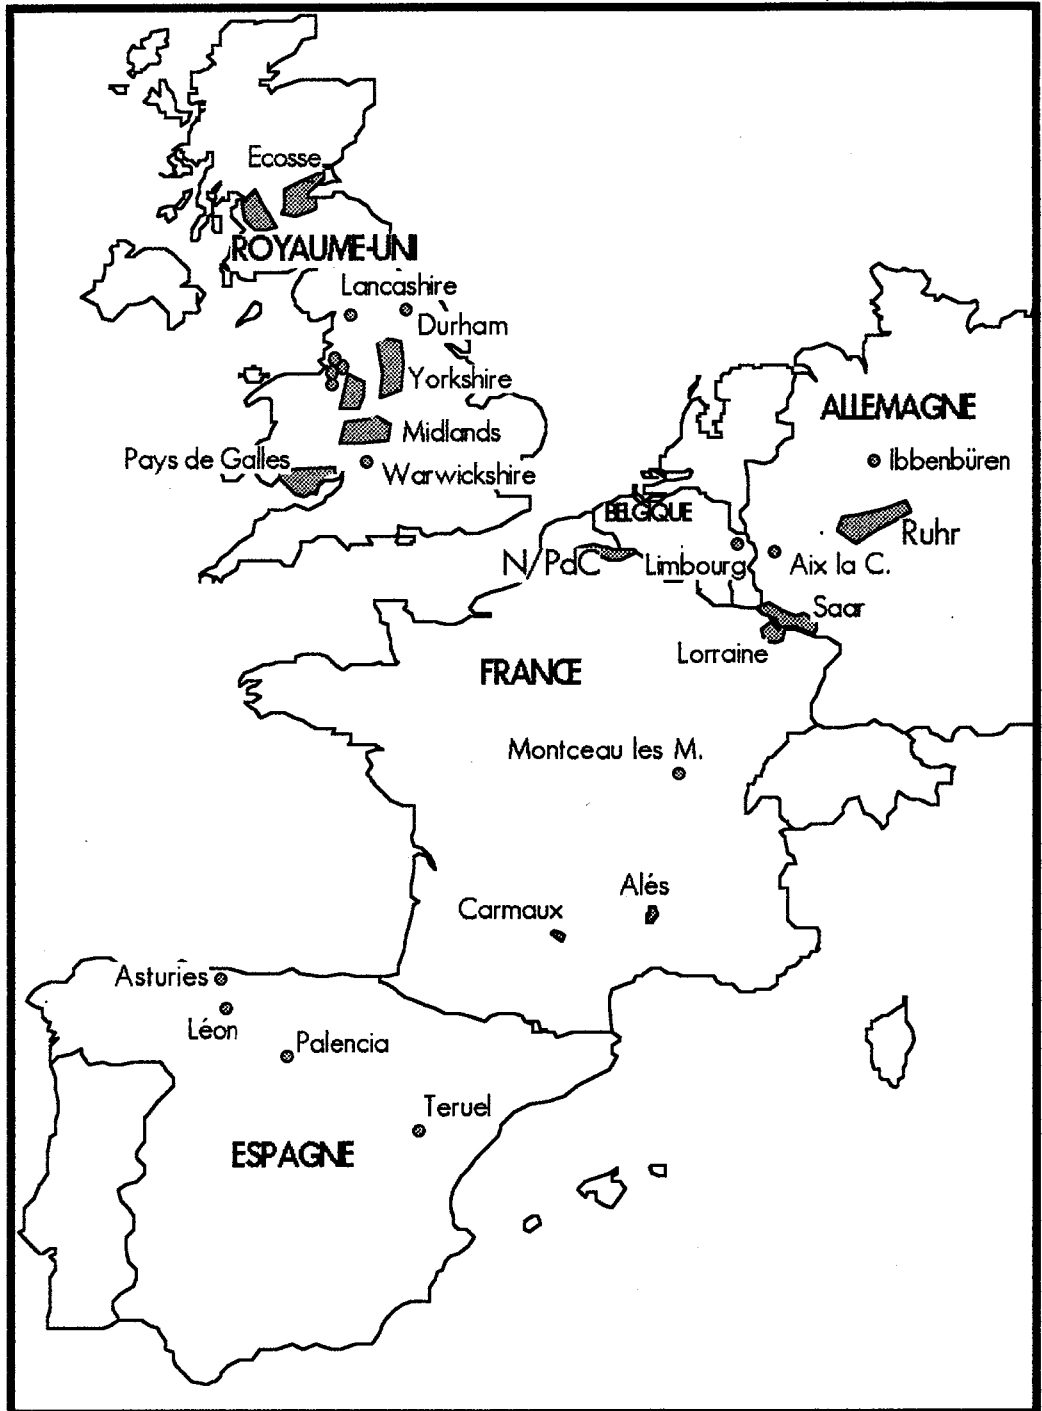 Ecosse
ROYAUME-UNI
Lancashire
Durham
Yorkshire
ALLEMAGNE
Midlands
Pays de Galles
Warwickshire
Ibbenbüren
BELGIQUE
Ruhr
N/PdC
Limbourg
Aix la C.
Saar
Lorraine
FRANCE
Montceau les M.
Alés
Carmaux
Asturies
Léon
Palencia
Teruel
ESPAGNE